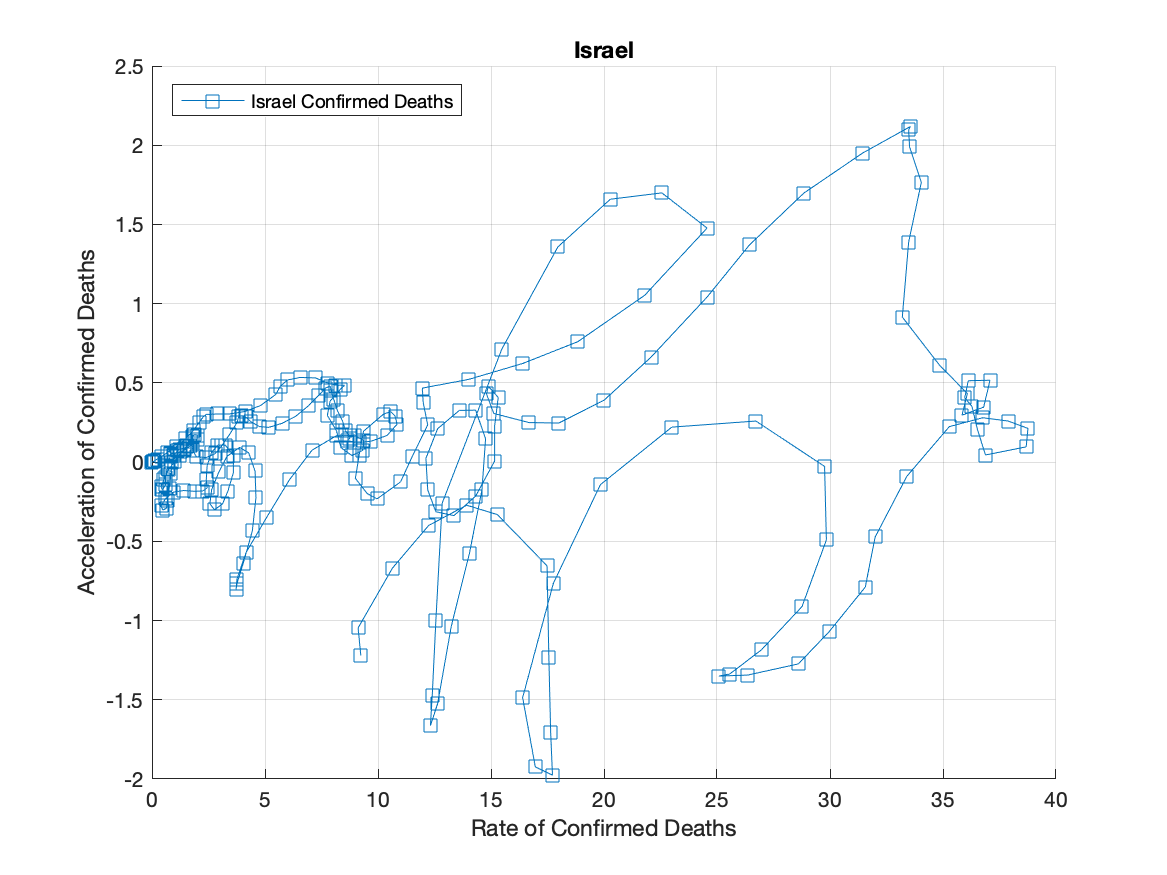 Israel
Israel Confirmed Deaths
2.5
2
1.5
1
0.5
0
-0.5
-1
-1.5
-2
Acceleration of Confirmed Deaths
0 5 10 15 20 25 30 35 40
Rate of Confirmed Deaths